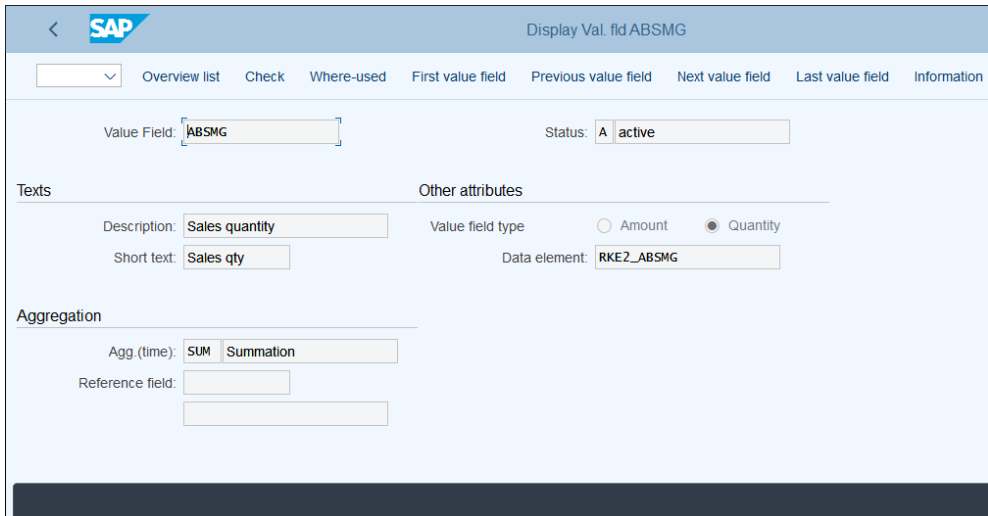 SAP Display Val. fld ABSMG
Overview list Check Where-used First value field Previous value field Next value field Last value field Information
Value Field: ABSMG Status: A active
Texts Other attributes
Description: Sales quantity Value field type Amount Quantity
Short text: Sales qty Data element: RKE2_ABSMG
Aggregation
Agg.(time): SUM Summation
Reference field: